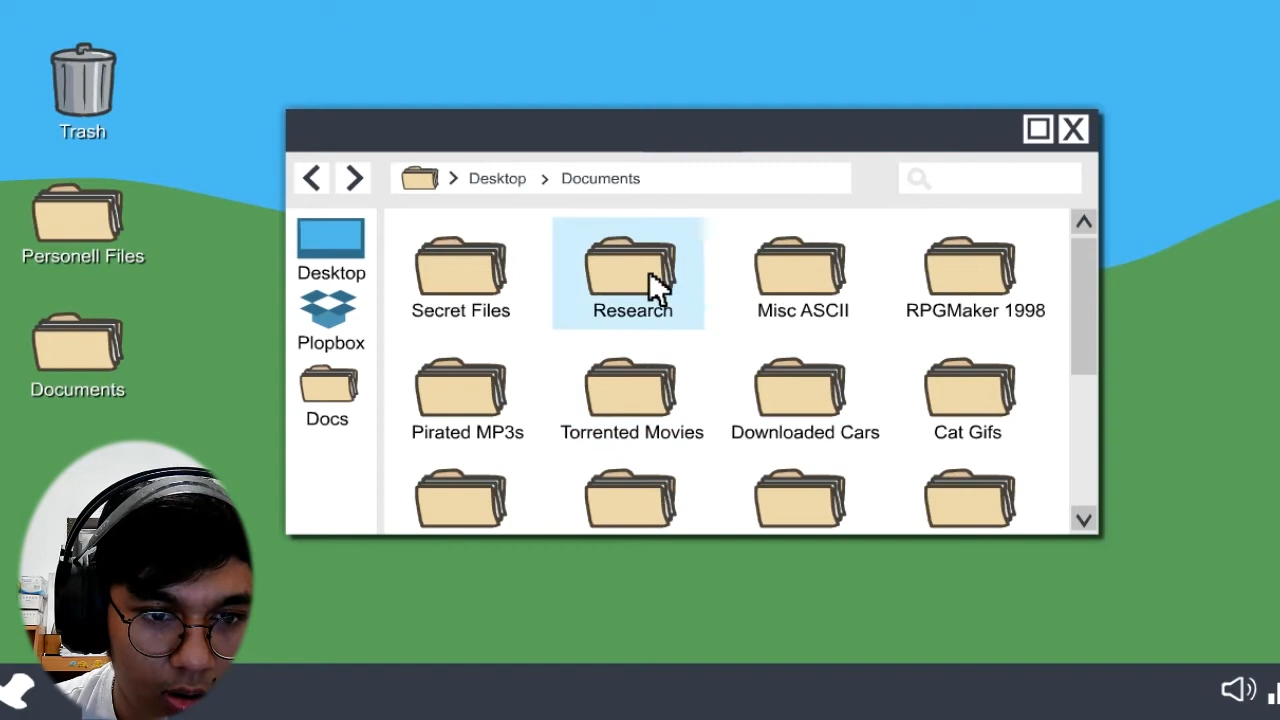 Trash
Personell Files
Documents
Desktop
Documents
Desktop
Plopbox
Docs
Secret Files
Research
Misc ASCII
RPGMaker 1998
Pirated MP3s
Torrented Movies
Downloaded Cars
Cat Gifs